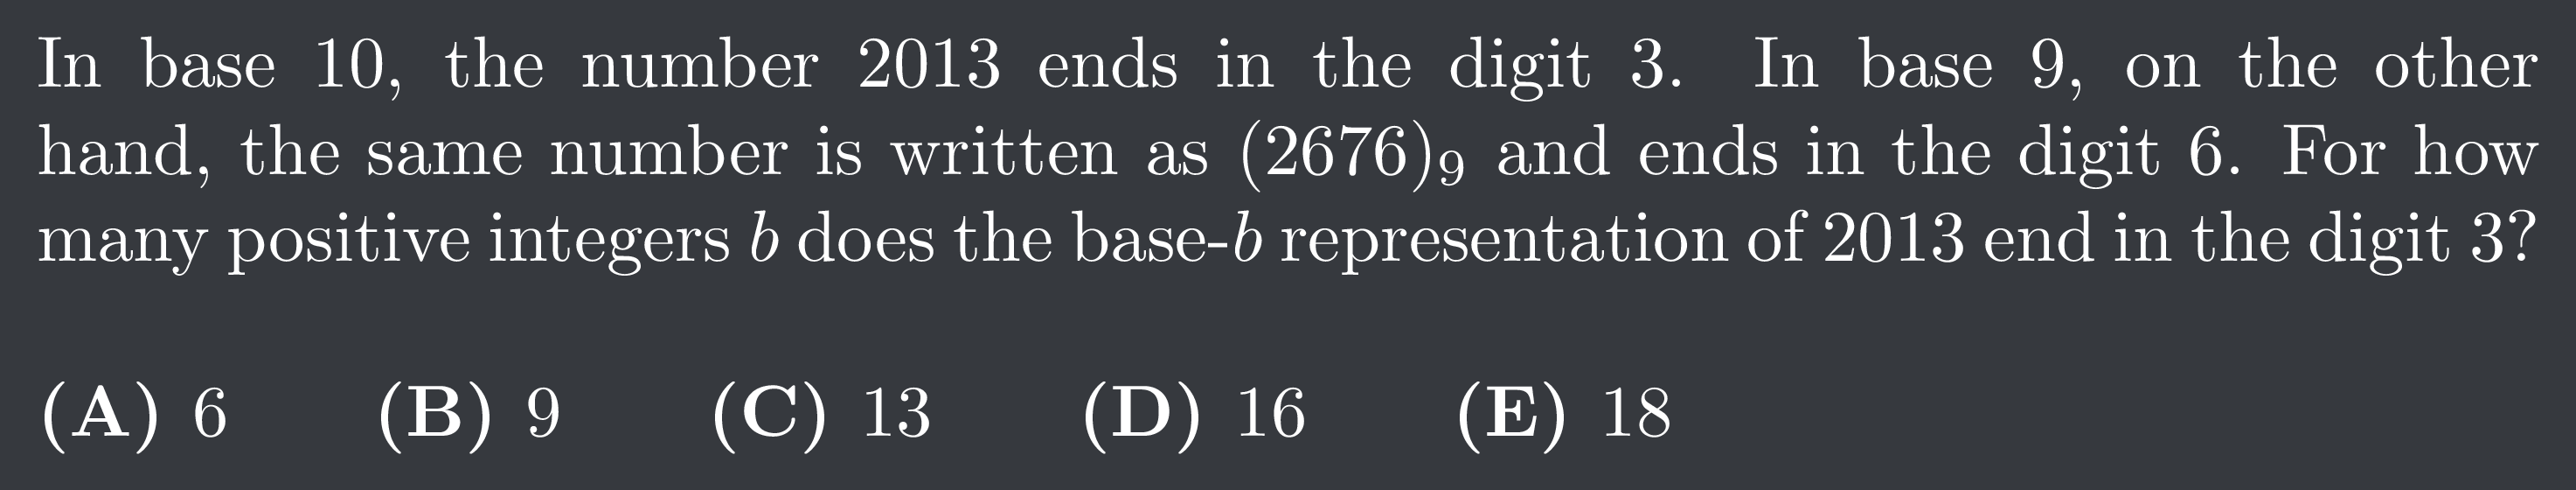 In base 10, the number 2013 ends in the digit 3. In base 9, on the other
hand, the same number is written as (2676)₉ and ends in the digit 6. For how
many positive integers b does the base-b representation of 2013 end in the digit 3?
(A) 6 (B) 9 (C) 13 (D) 16 (E) 18